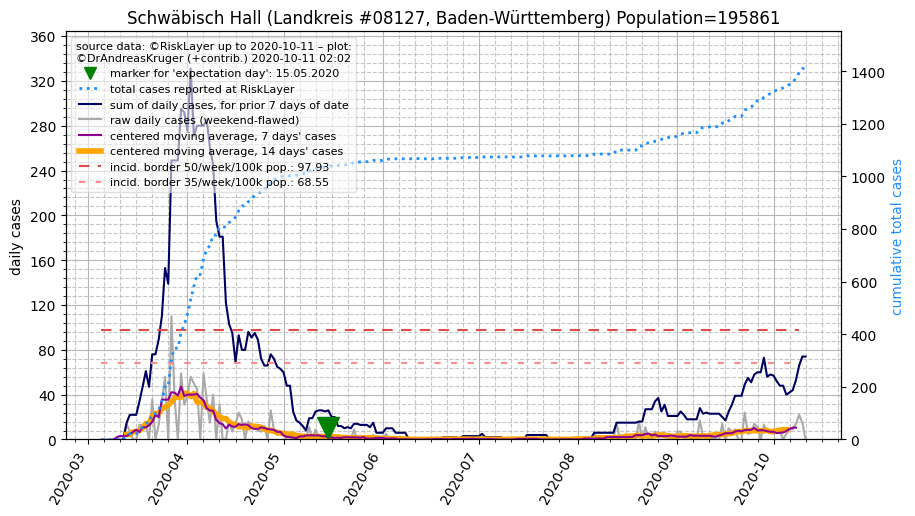 Schwäbisch Hall (Landkreis #08127, Baden-Württemberg) Population=195861
source data: ©RiskLayer up to 2020-10-11 – plot:
©DrAndreasKruger (+contrib.) 2020-10-11 02:02
marker for 'expectation day': 15.05.2020
total cases reported at RiskLayer
sum of daily cases, for prior 7 days of date
raw daily cases (weekend-flawed)
centered moving average, 7 days' cases
centered moving average, 14 days' cases
incid. border 50/week/100k pop.: 97.93
incid. border 35/week/100k pop.: 68.55
daily cases
360
320
280
240
200
160
120
80
40
0
cumulative total cases
1400
1200
1000
800
600
400
200
0
2020-03
2020-04
2020-05
2020-06
2020-07
2020-08
2020-09
2020-10